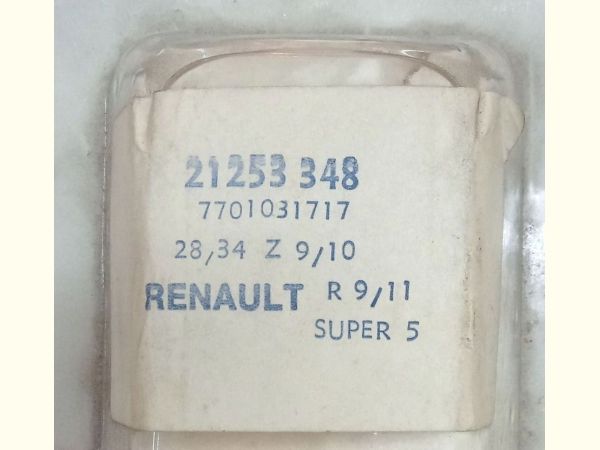 21253 348
7701031717
28,34 Z 9/10
RENAULT R 9/11
SUPER 5